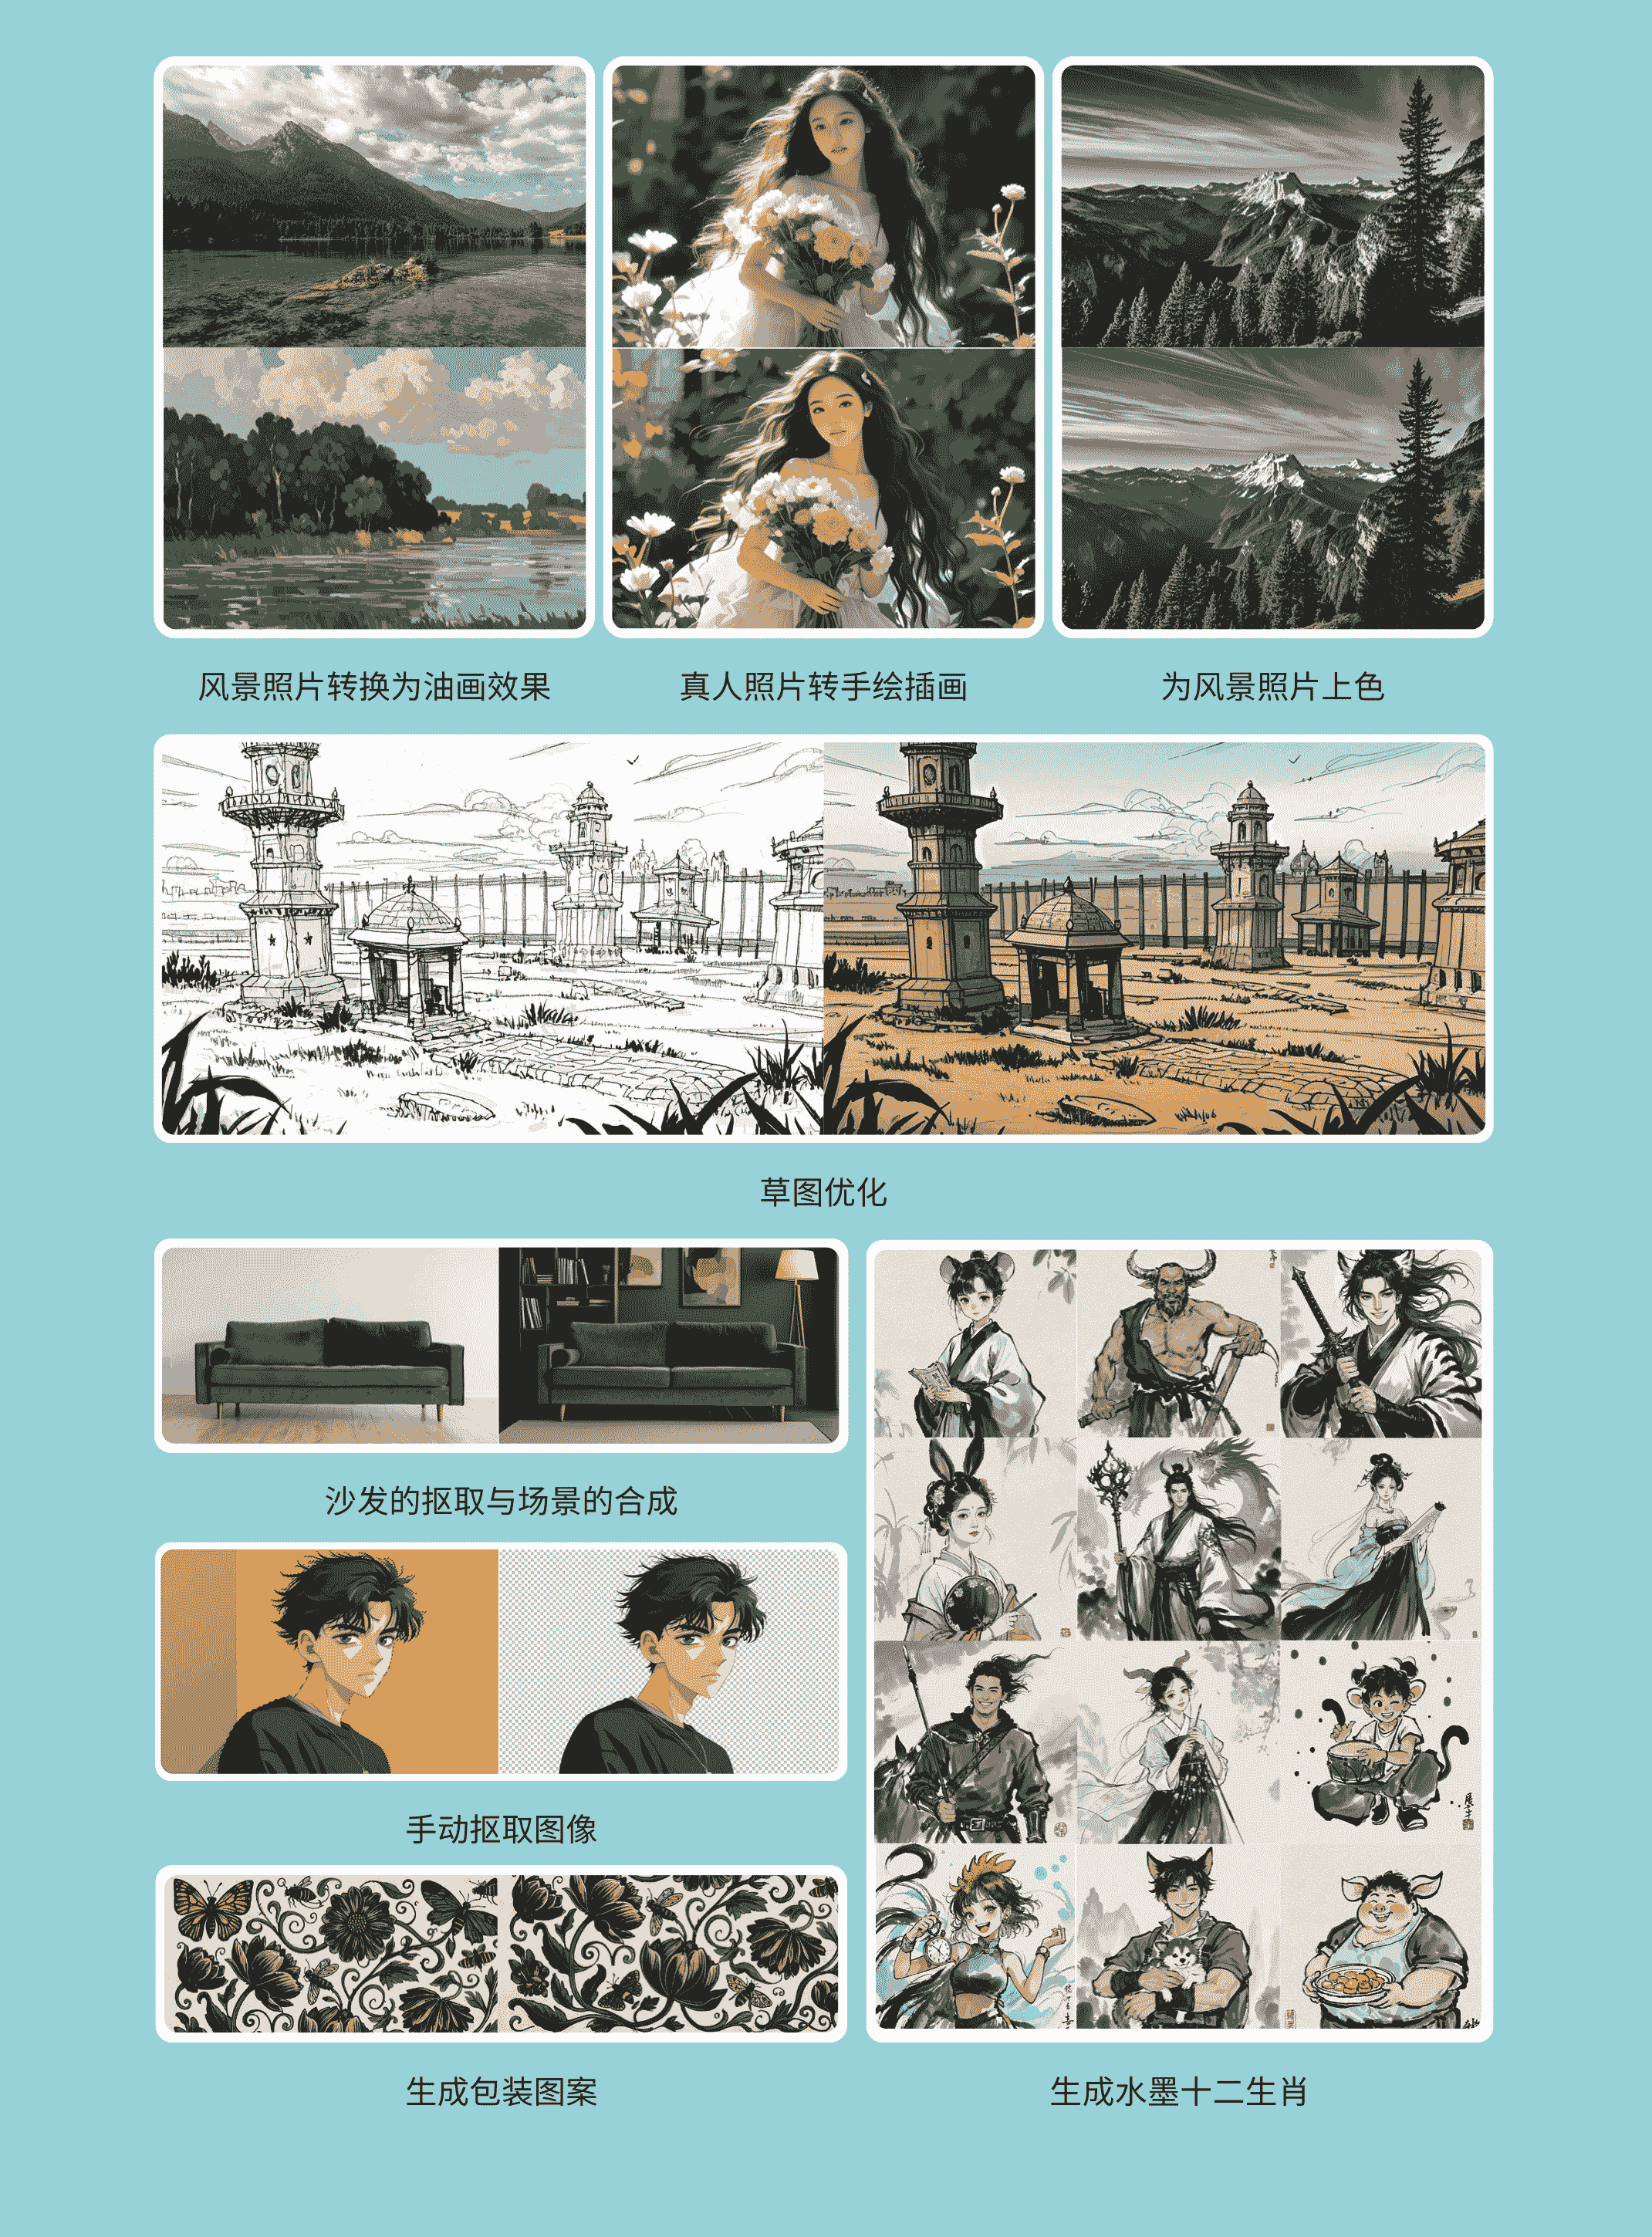 风景照片转换为油画效果
真人照片转手绘插画
为风景照片上色
草图优化
沙发的抠取与场景的合成
手动抠取图像
生成包装图案
生成水墨十二生肖